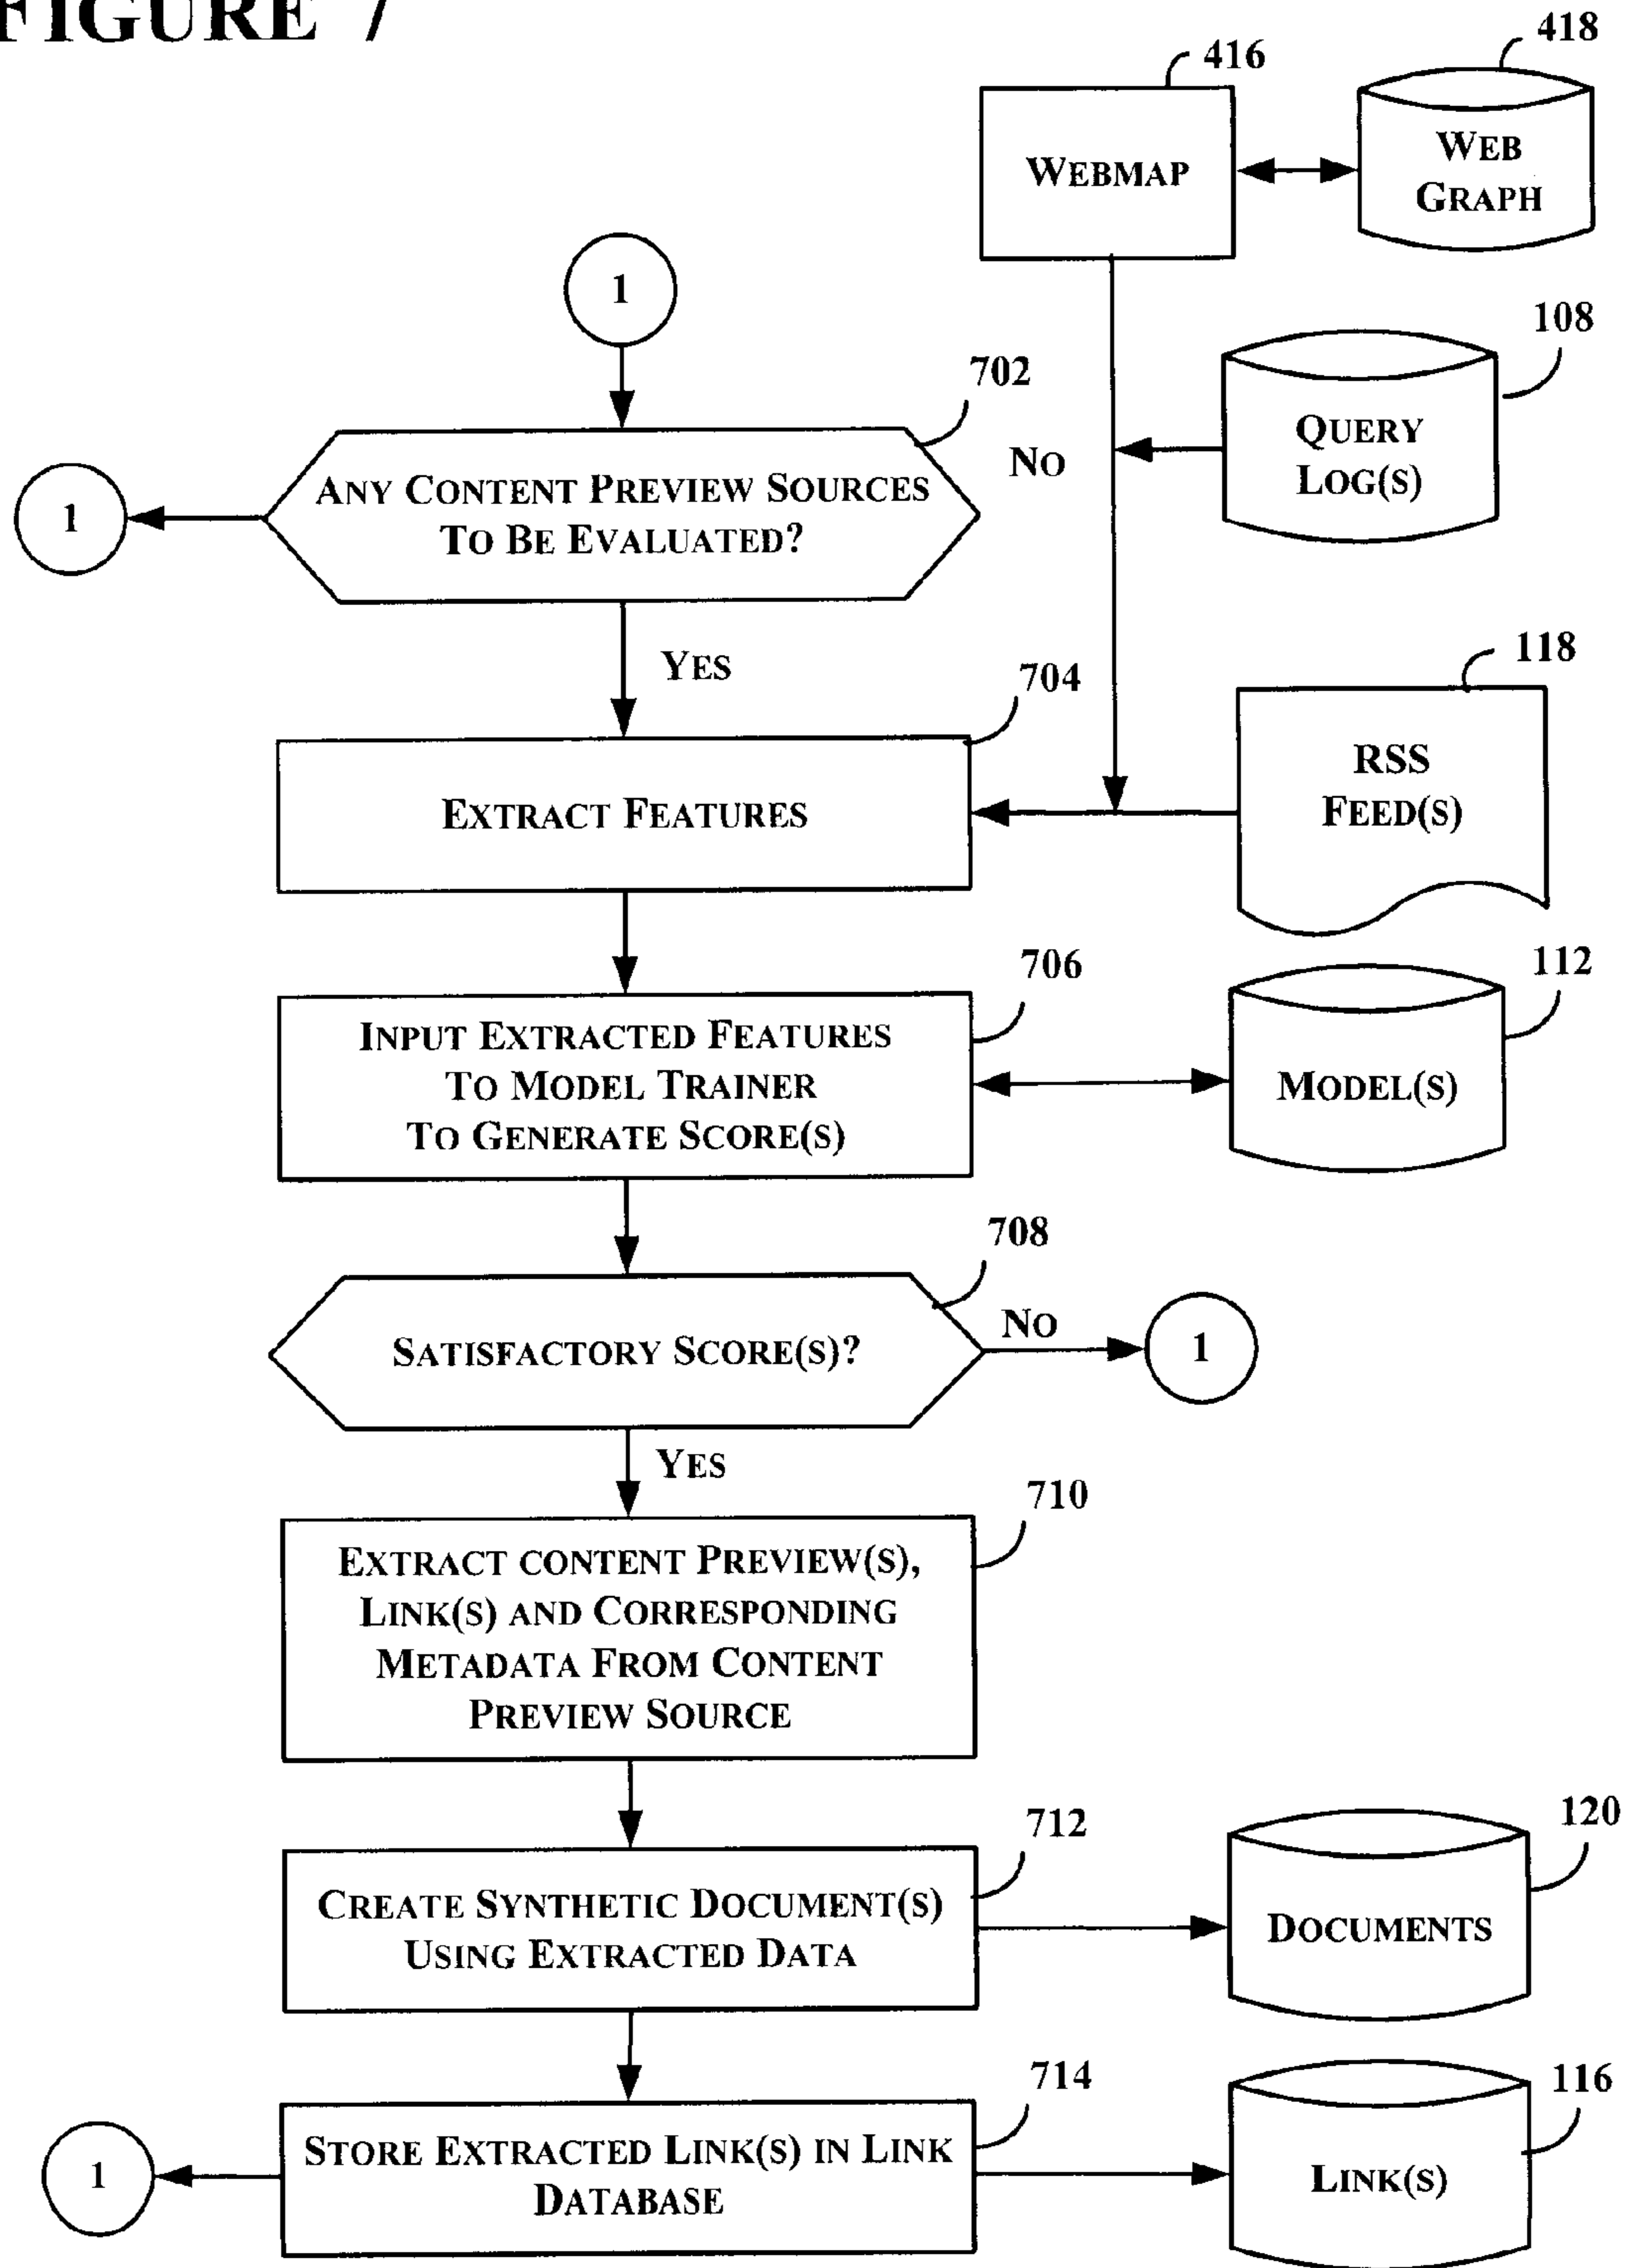 FIGURE 7
418
416
WEBMAP
WEB
GRAPH
1
108
702
QUERY
LOG(S)
NO
ANY CONTENT PREVIEW SOURCES
TO BE EVALUATED?
1
YES
704
118
RSS
FEED(S)
EXTRACT FEATURES
706
112
INPUT EXTRACTED FEATURES
TO MODEL TRAINER
TO GENERATE SCORE(S)
MODEL(S)
708
SATISFACTORY SCORE(S)?
NO
1
YES
710
EXTRACT CONTENT PREVIEW(S),
LINK(S) AND CORRESPONDING
METADATA FROM CONTENT
PREVIEW SOURCE
712
120
CREATE SYNTHETIC DOCUMENT(S)
USING EXTRACTED DATA
DOCUMENTS
714
116
STORE EXTRACTED LINK(S) IN LINK
DATABASE
1
LINK(S)